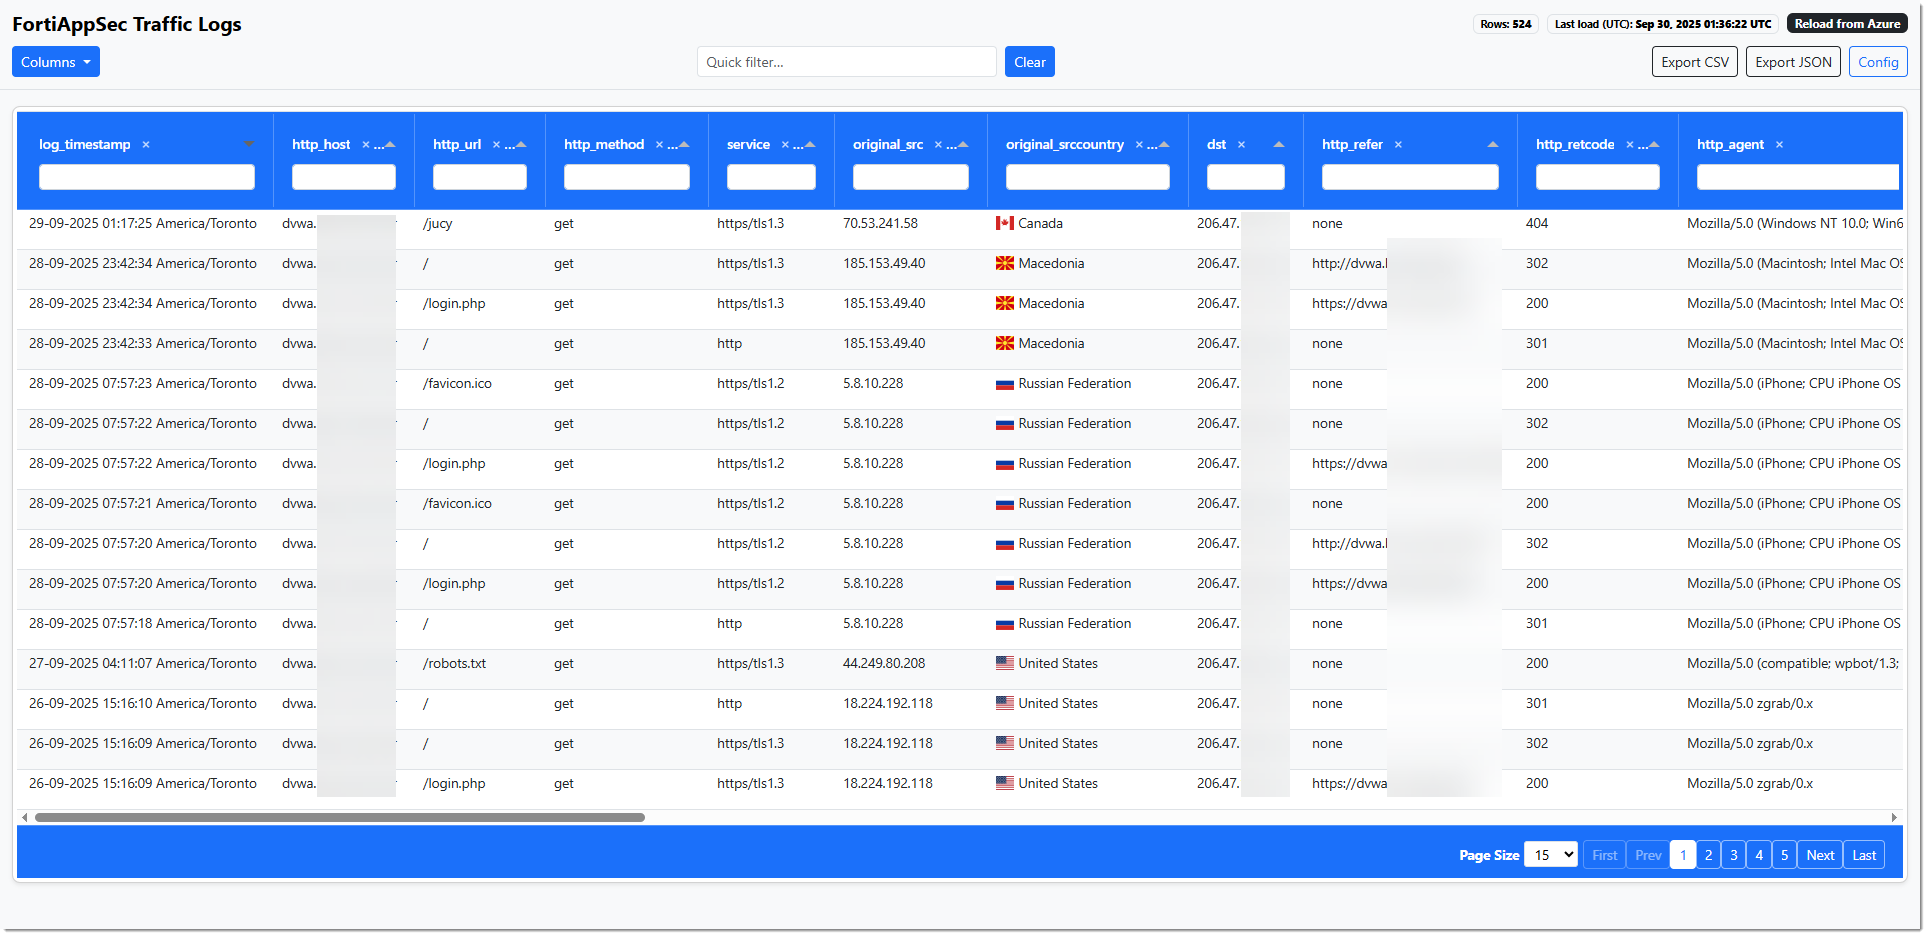 FortiAppSec Traffic Logs
Rows: 524 Last load (UTC): Sep 30, 2025 01:36:22 UTC Reload from Azure
Columns Quick filter... Clear Export CSV Export JSON Config
log_timestamp × http_host × ... http_url × ... http_method × ... service × ... original_src × ... original_srccountry × ... dst × http_refer × http_retcode × ... http_agent ×
29-09-2025 01:17:25 America/Toronto dvwa. /jucy get https/tls1.3 70.53.241.58 Canada 206.47. none 404 Mozilla/5.0 (Windows NT 10.0; Win6
28-09-2025 23:42:34 America/Toronto dvwa. / get https/tls1.3 185.153.49.40 Macedonia 206.47. http://dvwa. 302 Mozilla/5.0 (Macintosh; Intel Mac OS
28-09-2025 23:42:34 America/Toronto dvwa. /login.php get https/tls1.3 185.153.49.40 Macedonia 206.47. https://dvwa 200 Mozilla/5.0 (Macintosh; Intel Mac OS
28-09-2025 23:42:33 America/Toronto dvwa. / get http 185.153.49.40 Macedonia 206.47. none 301 Mozilla/5.0 (Macintosh; Intel Mac OS
28-09-2025 07:57:23 America/Toronto dvwa. /favicon.ico get https/tls1.2 5.8.10.228 Russian Federation 206.47. none 200 Mozilla/5.0 (iPhone; CPU iPhone OS
28-09-2025 07:57:22 America/Toronto dvwa. / get https/tls1.2 5.8.10.228 Russian Federation 206.47. none 302 Mozilla/5.0 (iPhone; CPU iPhone OS
28-09-2025 07:57:22 America/Toronto dvwa. /login.php get https/tls1.2 5.8.10.228 Russian Federation 206.47. https://dvwa 200 Mozilla/5.0 (iPhone; CPU iPhone OS
28-09-2025 07:57:21 America/Toronto dvwa. /favicon.ico get https/tls1.2 5.8.10.228 Russian Federation 206.47. none 200 Mozilla/5.0 (iPhone; CPU iPhone OS
28-09-2025 07:57:20 America/Toronto dvwa. / get https/tls1.2 5.8.10.228 Russian Federation 206.47. http://dvwa. 302 Mozilla/5.0 (iPhone; CPU iPhone OS
28-09-2025 07:57:20 America/Toronto dvwa. /login.php get https/tls1.2 5.8.10.228 Russian Federation 206.47. https://dvwa 200 Mozilla/5.0 (iPhone; CPU iPhone OS
28-09-2025 07:57:18 America/Toronto dvwa. / get http 5.8.10.228 Russian Federation 206.47. none 301 Mozilla/5.0 (iPhone; CPU iPhone OS
27-09-2025 04:11:07 America/Toronto dvwa. /robots.txt get https/tls1.3 44.249.80.208 United States 206.47. none 200 Mozilla/5.0 (compatible; wpbot/1.3;
26-09-2025 15:16:10 America/Toronto dvwa. / get http 18.224.192.118 United States 206.47. none 301 Mozilla/5.0 zgrab/0.x
26-09-2025 15:16:09 America/Toronto dvwa. / get https/tls1.3 18.224.192.118 United States 206.47. none 302 Mozilla/5.0 zgrab/0.x
26-09-2025 15:16:09 America/Toronto dvwa. /login.php get https/tls1.3 18.224.192.118 United States 206.47. https://dvwa 200 Mozilla/5.0 zgrab/0.x
Page Size 15 First Prev 1 2 3 4 5 Next Last